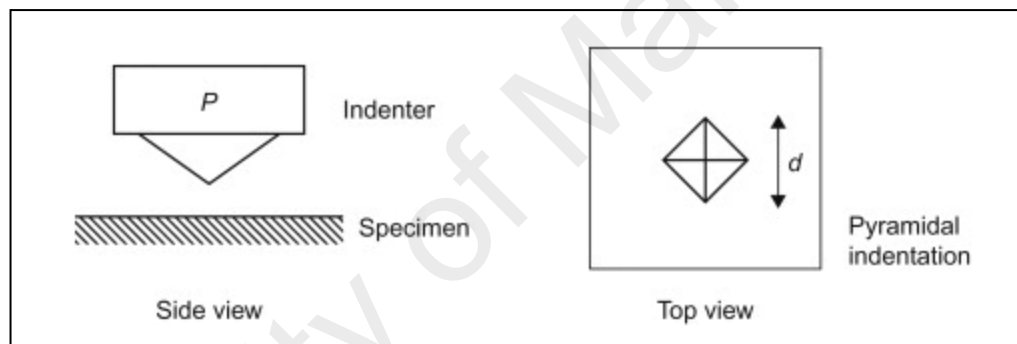 P
Indenter
Specimen
Side view
d
Pyramidal
indentation
Top view